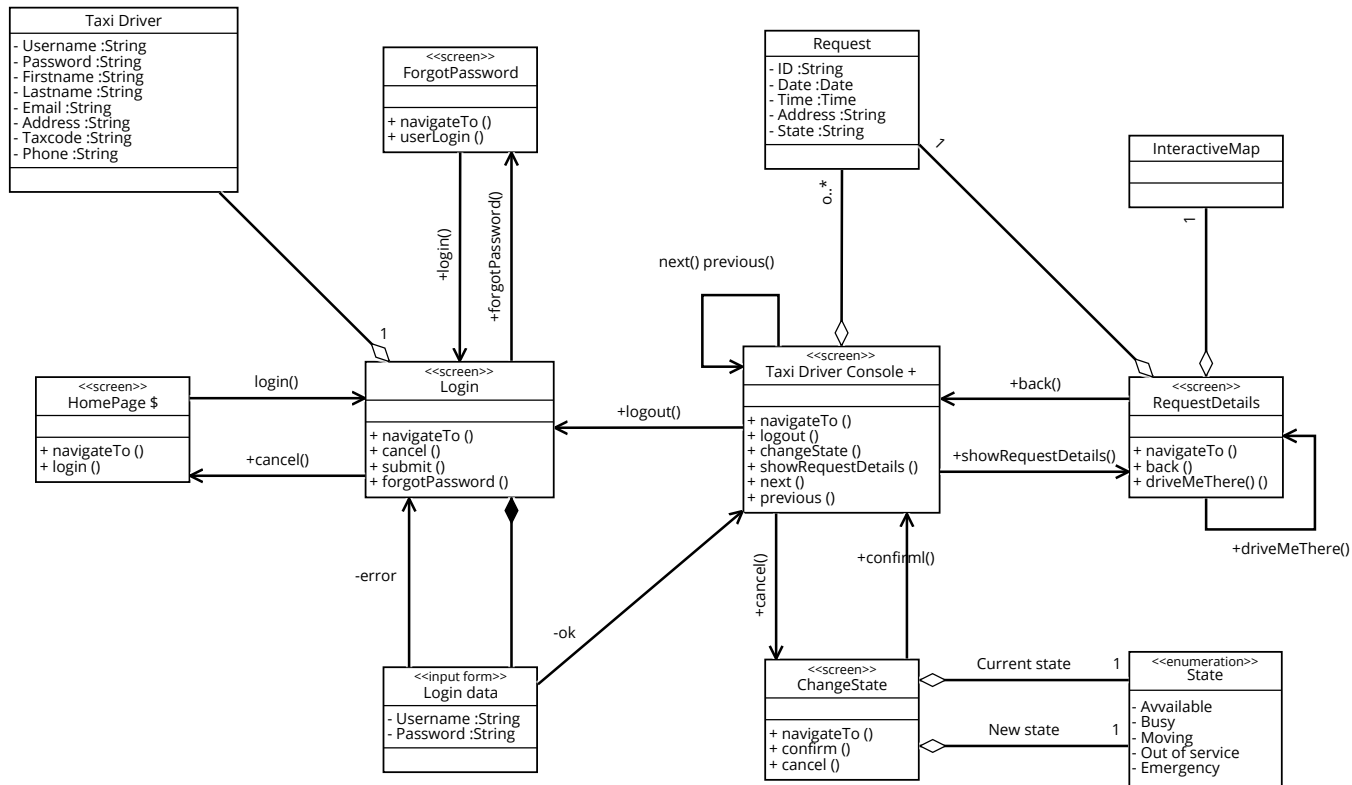 Taxi Driver
- Username :String
- Password :String
- Firstname :String
- Lastname :String
- Email :String
- Address :String
- Taxcode :String
- Phone :String
<<screen>>
ForgotPassword
+ navigateTo ()
+ userLogin ()
Request
- ID :String
- Date :Date
- Time :Time
- Address :String
- State :String
InteractiveMap
1
o..*
1
+login()
+forgotPassword()
next() previous()
1
<<screen>>
HomePage $
+ navigateTo ()
+ login ()
login()
+cancel()
<<screen>>
Login
+ navigateTo ()
+ cancel ()
+ submit ()
+ forgotPassword ()
+logout()
<<screen>>
Taxi Driver Console +
+ navigateTo ()
+ logout ()
+ changeState ()
+ showRequestDetails ()
+ next ()
+ previous ()
+back()
+showRequestDetails()
<<screen>>
RequestDetails
+ navigateTo ()
+ back ()
+ driveMeThere() ()
+driveMeThere()
-error
-ok
+cancel()
+confirml()
<<input form>>
Login data
- Username :String
- Password :String
<<screen>>
ChangeState
+ navigateTo ()
+ confirm ()
+ cancel ()
Current state
1
New state
1
<<enumeration>>
State
- Avvailable
- Busy
- Moving
- Out of service
- Emergency